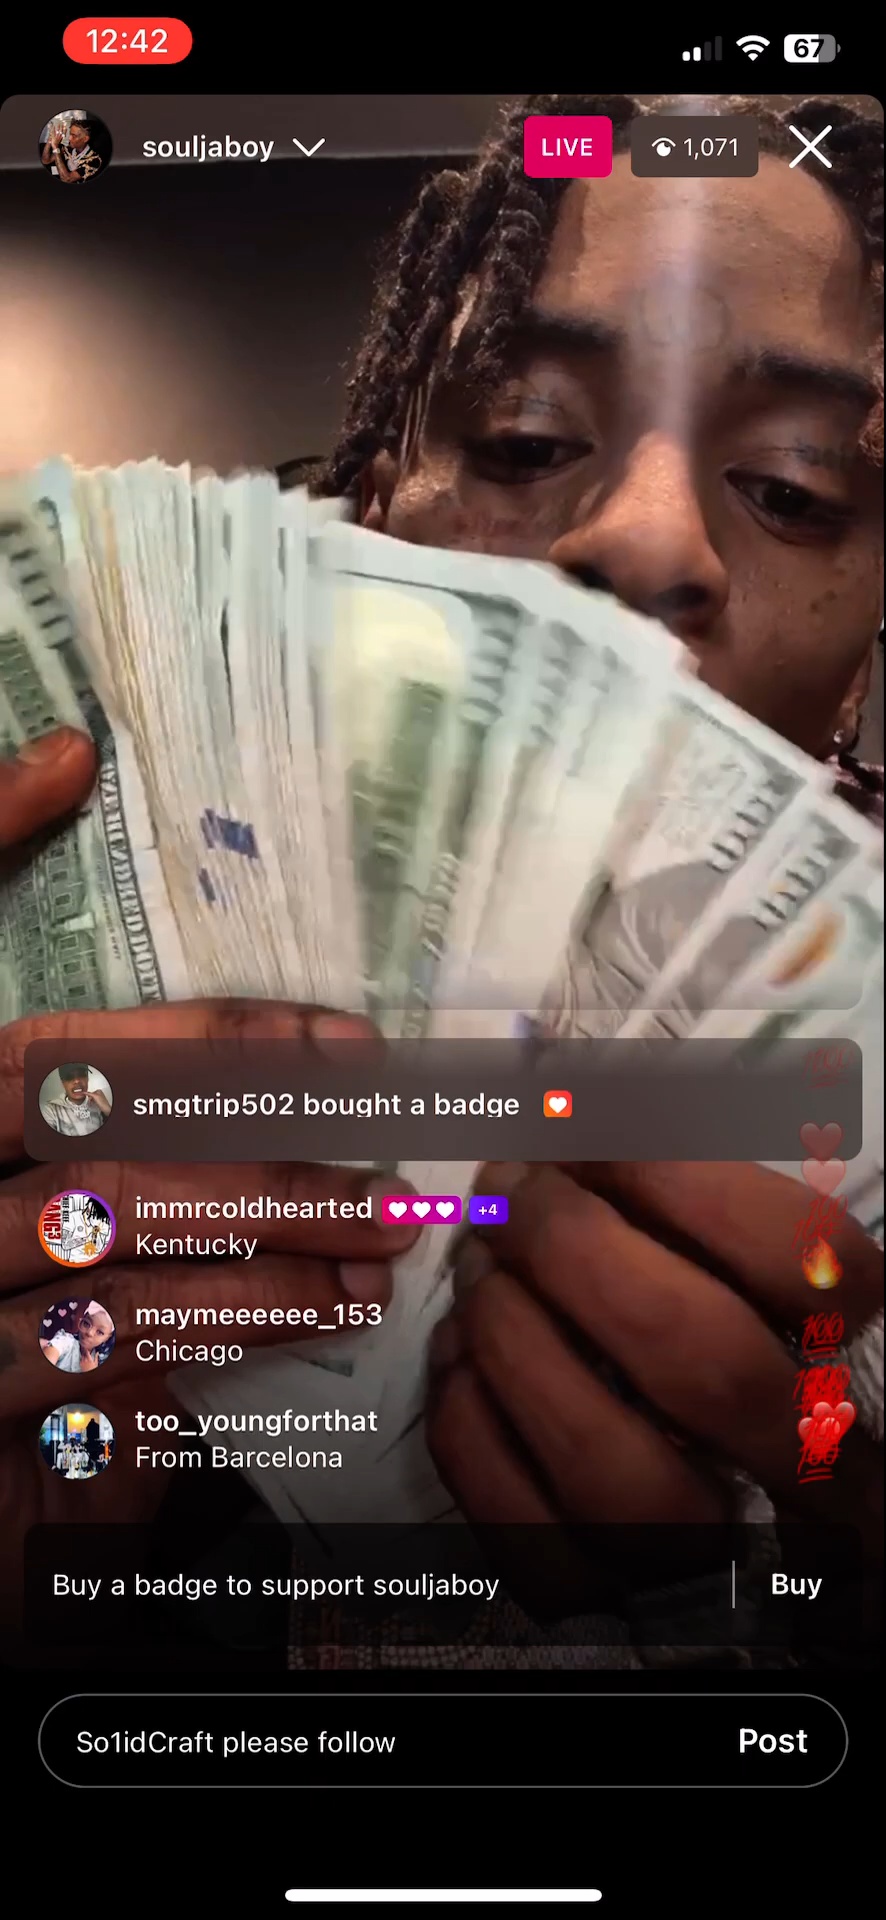 12:42
67
souljaboy
LIVE
1,071
smgtrip502 bought a badge
immrcoldhearted +4
Kentucky
maymeeeeee_153
Chicago
too_youngforthat
From Barcelona
Buy a badge to support souljaboy
Buy
So1idCraft please follow
Post